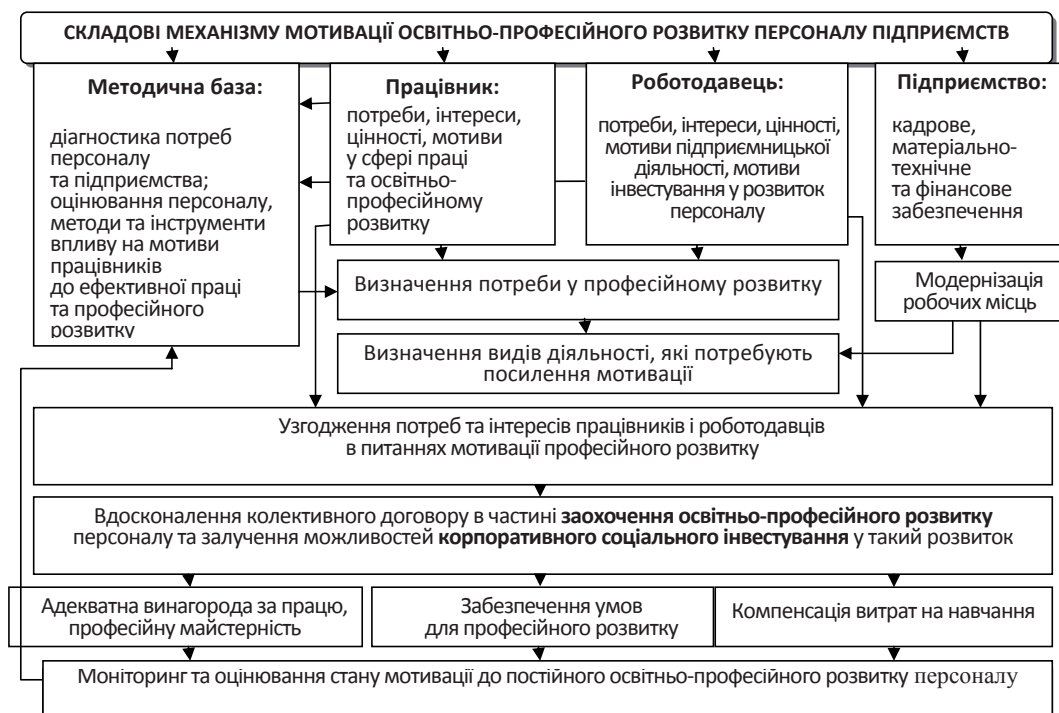 СКЛАДОВІ МЕХАНІЗМУ МОТИВАЦІЇ ОСВІТНЬО-ПРОФЕСІЙНОГО РОЗВИТКУ ПЕРСОНАЛУ ПІДПРИЄМСТВ
Методична база:
діагностика потреб
персоналу
та підприємства;
оцінювання персоналу,
методи та інструменти
впливу на мотиви
працівників
до ефективної праці
та професійного
розвитку
Працівник:
потреби, інтереси,
цінності, мотиви
у сфері праці
та освітньо-
професійному
розвитку
Роботодавець:
потреби, інтереси, цінності,
мотиви підприємницької
діяльності, мотиви
інвестування у розвиток
персоналу
Підприємство:
кадрове,
матеріально-
технічне
та фінансове
забезпечення
Визначення потреби у професійному розвитку
Модернізація
робочих місць
Визначення видів діяльності, які потребують
посилення мотивації
Узгодження потреб та інтересів працівників і роботодавців
в питаннях мотивації професійного розвитку
Вдосконалення колективного договору в частині заохочення освітньо-професійного розвитку
персоналу та залучення можливостей корпоративного соціального інвестування у такий розвиток
Адекватна винагорода за працю,
професійну майстерність
Забезпечення умов
для професійного розвитку
Компенсація витрат на навчання
Моніторинг та оцінювання стану мотивації до постійного освітньо-професійного розвитку персоналу